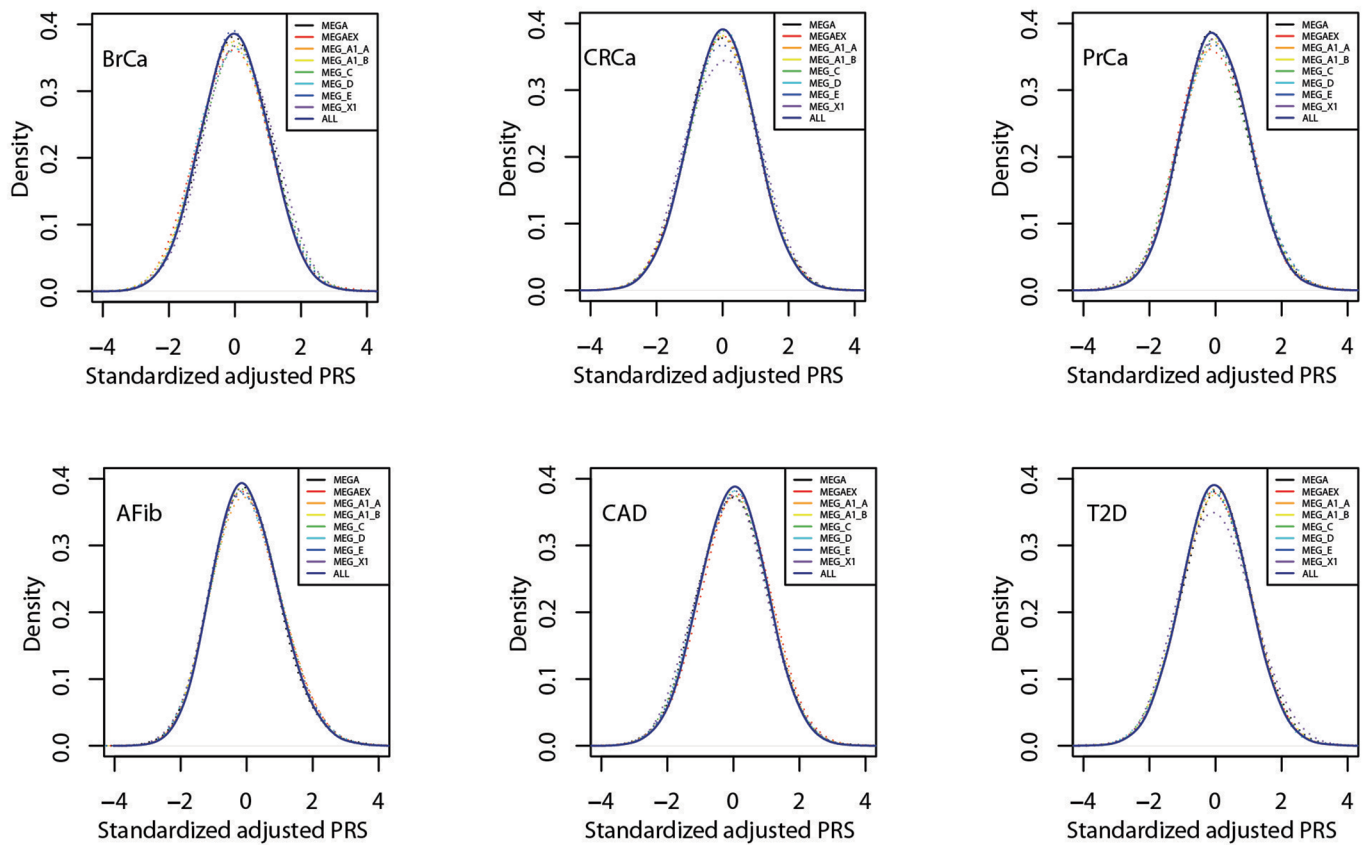 BrCa
Density
0.4
0.3
0.2
0.1
0.0
−4 −2 0 2 4
Standardized adjusted PRS
MEGA
MEGAEX
MEG_A1_A
MEG_A1_B
MEG_C
MEG_D
MEG_E
MEG_X1
ALL
CRCa
Density
0.4
0.3
0.2
0.1
0.0
−4 −2 0 2 4
Standardized adjusted PRS
MEGA
MEGAEX
MEG_A1_A
MEG_A1_B
MEG_C
MEG_D
MEG_E
MEG_X1
ALL
PrCa
Density
0.4
0.3
0.2
0.1
0.0
−4 −2 0 2 4
Standardized adjusted PRS
MEGA
MEGAEX
MEG_A1_A
MEG_A1_B
MEG_C
MEG_D
MEG_E
MEG_X1
ALL
AFib
Density
0.4
0.3
0.2
0.1
0.0
−4 −2 0 2 4
Standardized adjusted PRS
MEGA
MEGAEX
MEG_A1_A
MEG_A1_B
MEG_C
MEG_D
MEG_E
MEG_X1
ALL
CAD
Density
0.4
0.3
0.2
0.1
0.0
−4 −2 0 2 4
Standardized adjusted PRS
MEGA
MEGAEX
MEG_A1_A
MEG_A1_B
MEG_C
MEG_D
MEG_E
MEG_X1
ALL
T2D
Density
0.4
0.3
0.2
0.1
0.0
−4 −2 0 2 4
Standardized adjusted PRS
MEGA
MEGAEX
MEG_A1_A
MEG_A1_B
MEG_C
MEG_D
MEG_E
MEG_X1
ALL